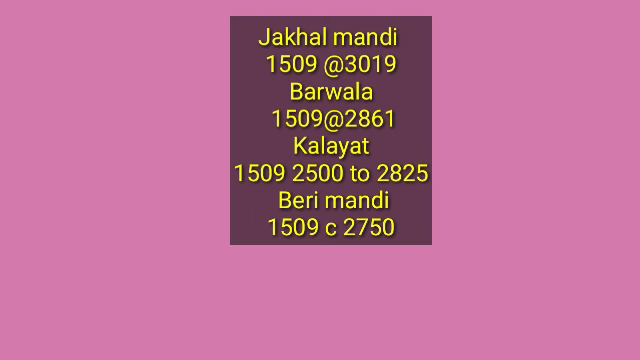 Jakhal mandi
1509 @3019
Barwala
1509@2861
Kalayat
1509 2500 to 2825
Beri mandi
1509 c 2750